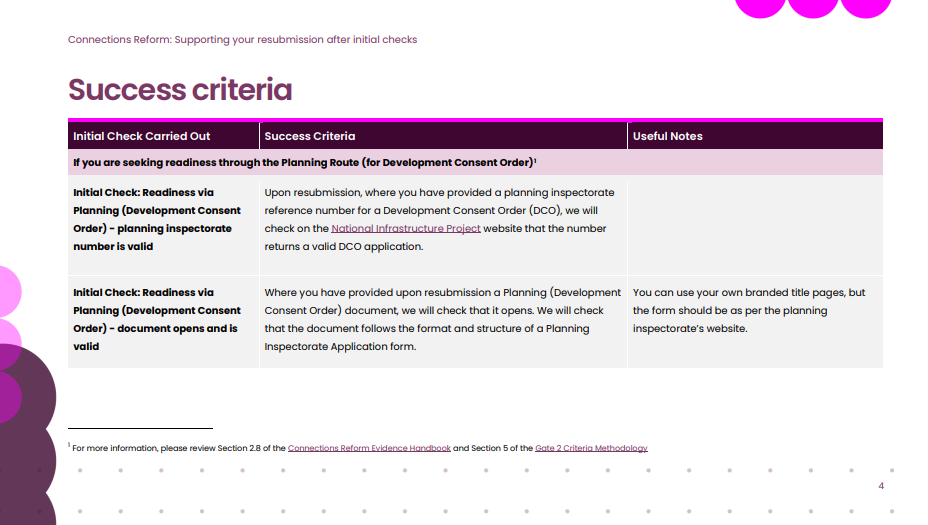 Connections Reform: Supporting your resubmission after initial checks
Success criteria
Initial Check Carried Out
Success Criteria
Useful Notes
If you are seeking readiness through the Planning Route (for Development Consent Order)¹
Initial Check: Readiness via
Planning (Development Consent
Order) - planning inspectorate
number is valid
Upon resubmission, where you have provided a planning inspectorate
reference number for a Development Consent Order (DCO), we will
check on the National Infrastructure Project website that the number
returns a valid DCO application.
Initial Check: Readiness via
Planning (Development Consent
Order) - document opens and is
valid
Where you have provided upon resubmission a Planning (Development
Consent Order) document, we will check that it opens. We will check
that the document follows the format and structure of a Planning
Inspectorate Application form.
You can use your own branded title pages, but
the form should be as per the planning
inspectorate's website.
¹ For more information, please review Section 2.8 of the Connections Reform Evidence Handbook and Section 5 of the Gate 2 Criteria Methodology
4